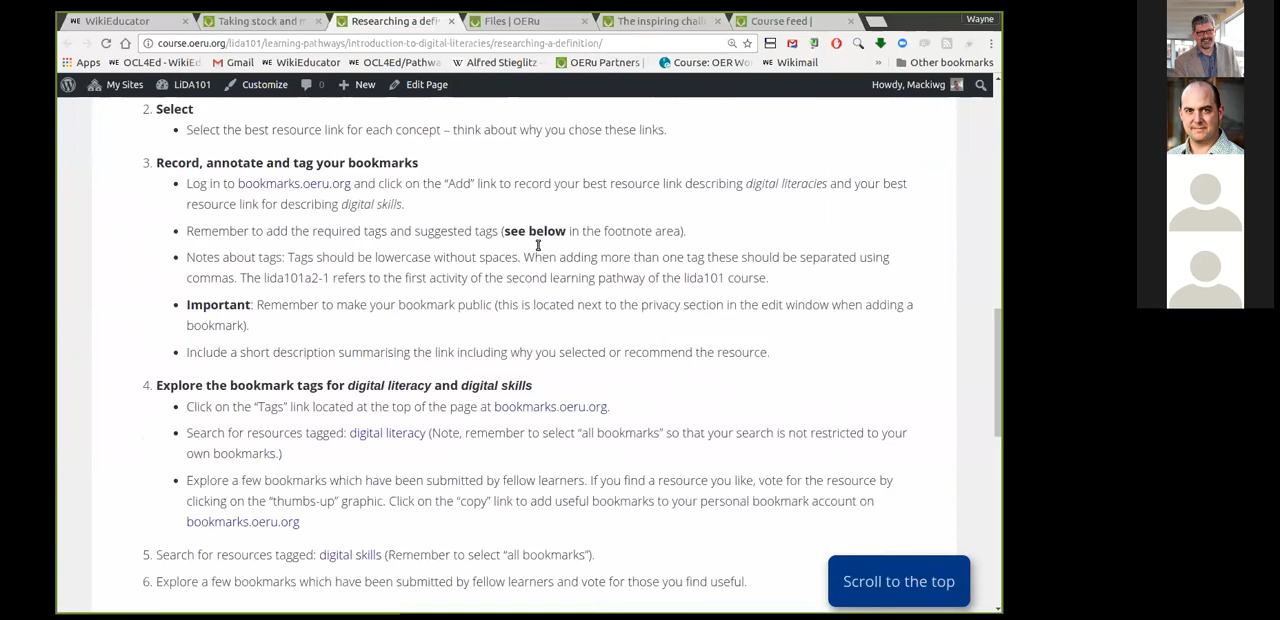 Wayne
WikiEducator
Taking stock and m
Researching a defi
Files | OERu
The inspiring chall
Course feed |
course.oeru.org/lida101/learning-pathways/introduction-to-digital-literacies/researching-a-definition/
Apps
OCL4Ed - WikiEd
Gmail
WikiEducator
OCL4Ed/Pathwa
Alfred Stieglitz -
OERu Partners |
Course: OER Wo
Wikimail
»
Other bookmarks
My Sites
LiDA101
Customize
0
New
Edit Page
Howdy, Mackiwg
2. Select
• Select the best resource link for each concept – think about why you chose these links.
3. Record, annotate and tag your bookmarks
• Log in to bookmarks.oeru.org and click on the “Add” link to record your best resource link describing digital literacies and your best
resource link for describing digital skills.
• Remember to add the required tags and suggested tags (see below in the footnote area).
• Notes about tags: Tags should be lowercase without spaces. When adding more than one tag these should be separated using
commas. The lida101a2-1 refers to the first activity of the second learning pathway of the lida101 course.
• Important: Remember to make your bookmark public (this is located next to the privacy section in the edit window when adding a
bookmark).
• Include a short description summarising the link including why you selected or recommend the resource.
4. Explore the bookmark tags for digital literacy and digital skills
• Click on the “Tags” link located at the top of the page at bookmarks.oeru.org.
• Search for resources tagged: digital literacy (Note, remember to select “all bookmarks” so that your search is not restricted to your
own bookmarks.)
• Explore a few bookmarks which have been submitted by fellow learners. If you find a resource you like, vote for the resource by
clicking on the “thumbs-up” graphic. Click on the “copy” link to add useful bookmarks to your personal bookmark account on
bookmarks.oeru.org
5. Search for resources tagged: digital skills (Remember to select “all bookmarks”).
6. Explore a few bookmarks which have been submitted by fellow learners and vote for those you find useful.
Scroll to the top